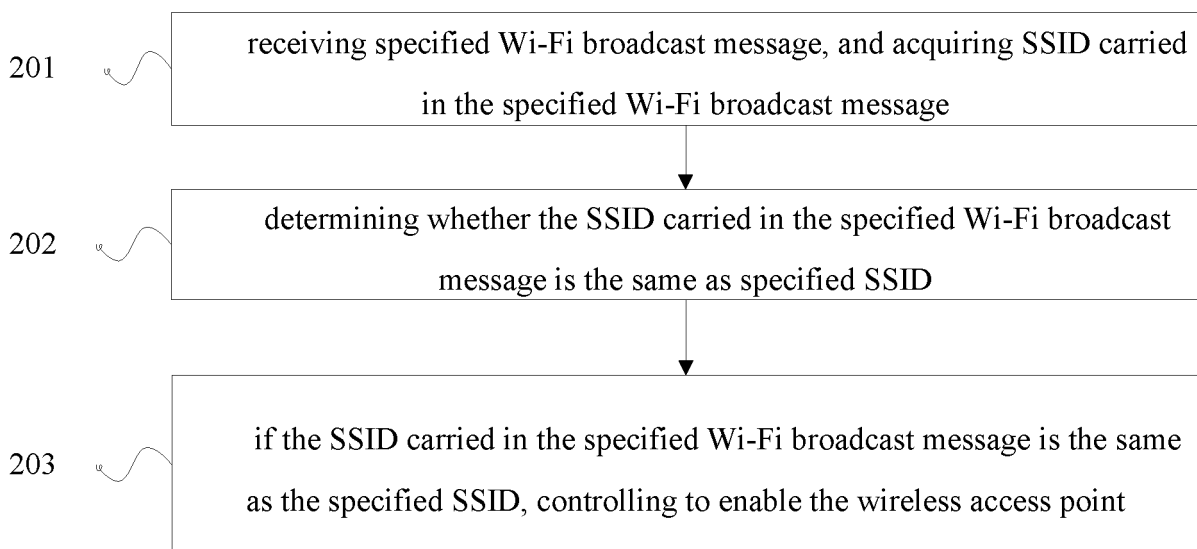 201
receiving specified Wi-Fi broadcast message, and acquiring SSID carried
in the specified Wi-Fi broadcast message
202
determining whether the SSID carried in the specified Wi-Fi broadcast
message is the same as specified SSID
203
if the SSID carried in the specified Wi-Fi broadcast message is the same
as the specified SSID, controlling to enable the wireless access point